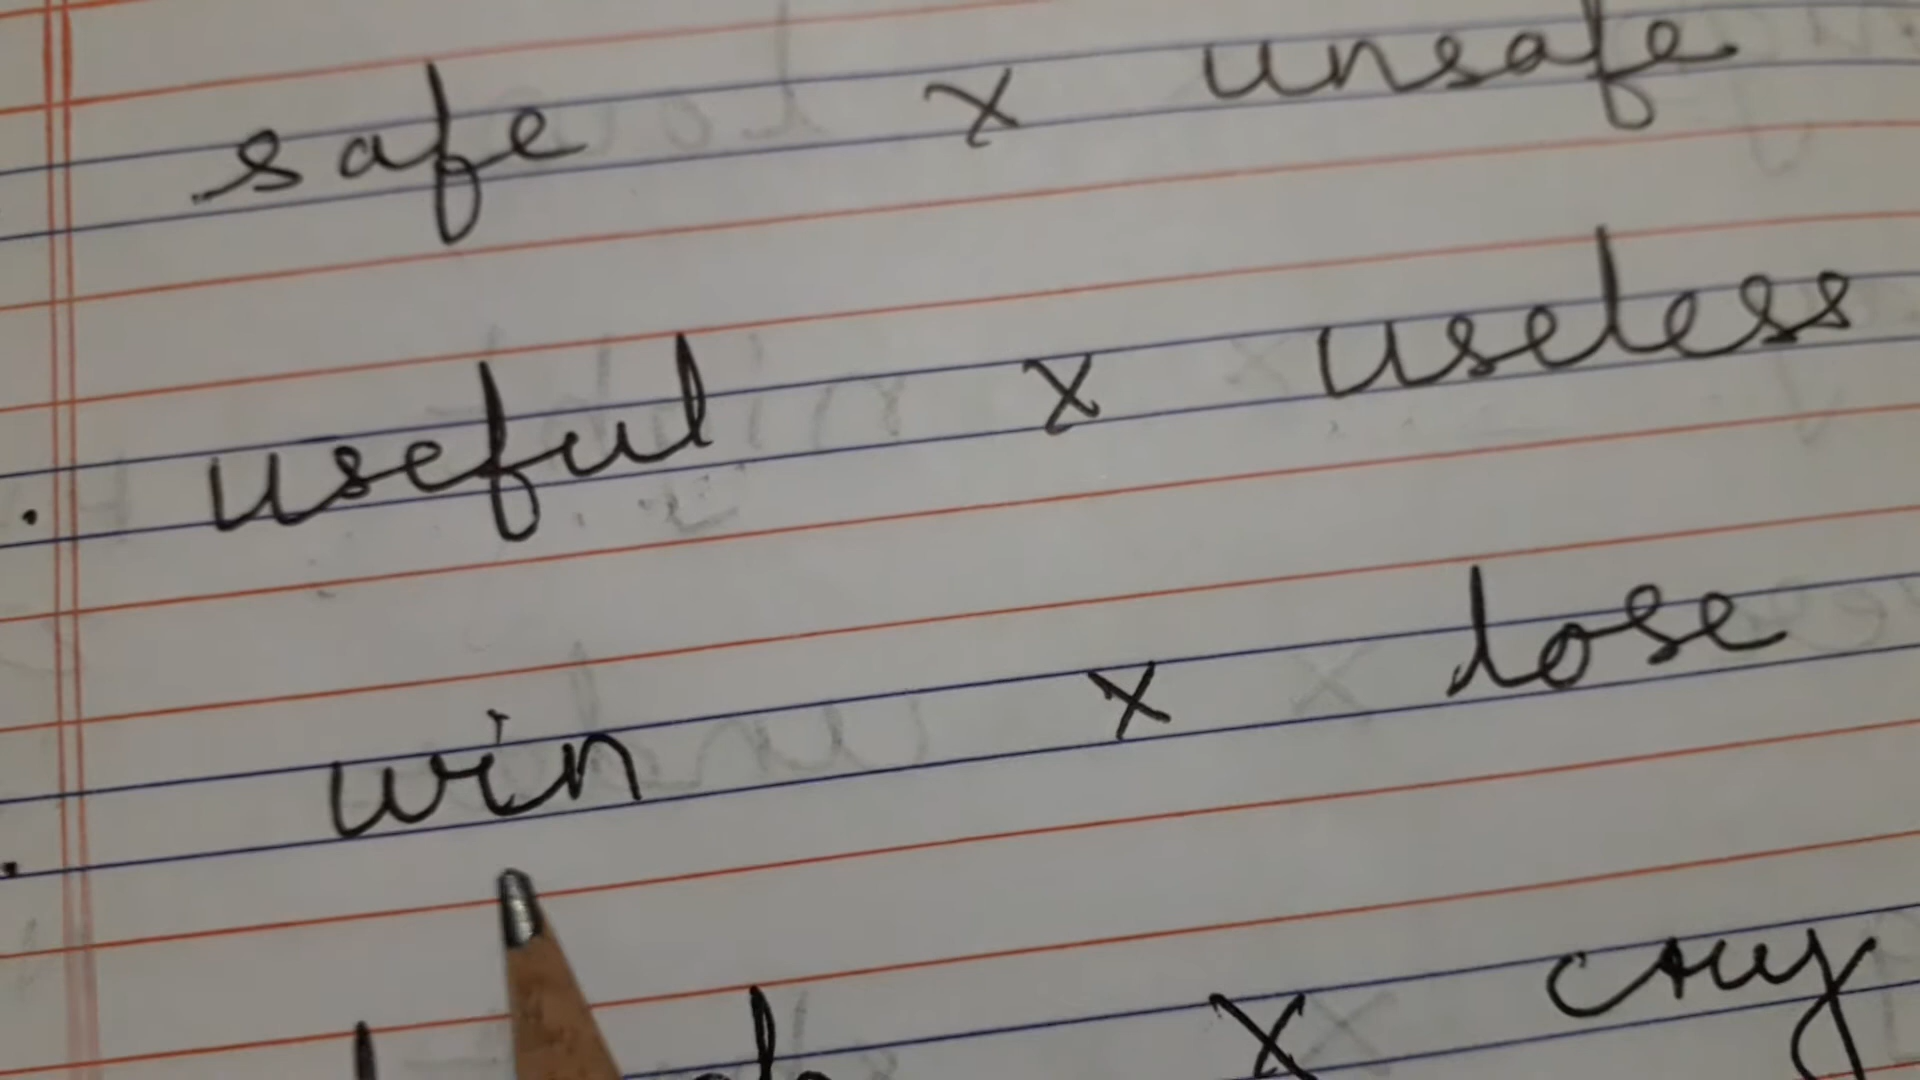 safe x unsafe
. useful x useless
. win x lose
x cry